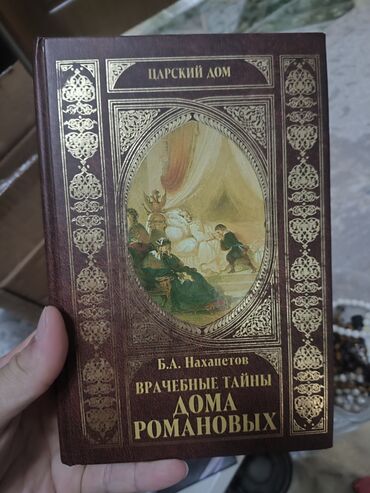 ЦАРСКИЙ ДОМ
Б.А. Нахапетов
ВРАЧЕБНЫЕ ТАЙНЫ
ДОМА
РОМАНОВЫХ